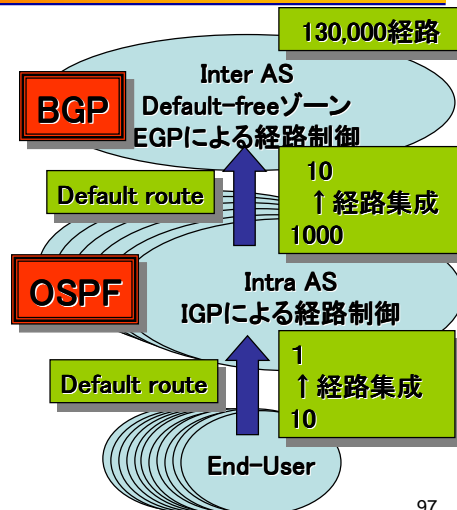 130,000経路
Inter AS
BGP
Default-freeゾーン
EGPによる経路制御
Default route
10
↑経路集成
1000
OSPF
Intra AS
IGPによる経路制御
Default route
1
↑経路集成
10
End-User
97